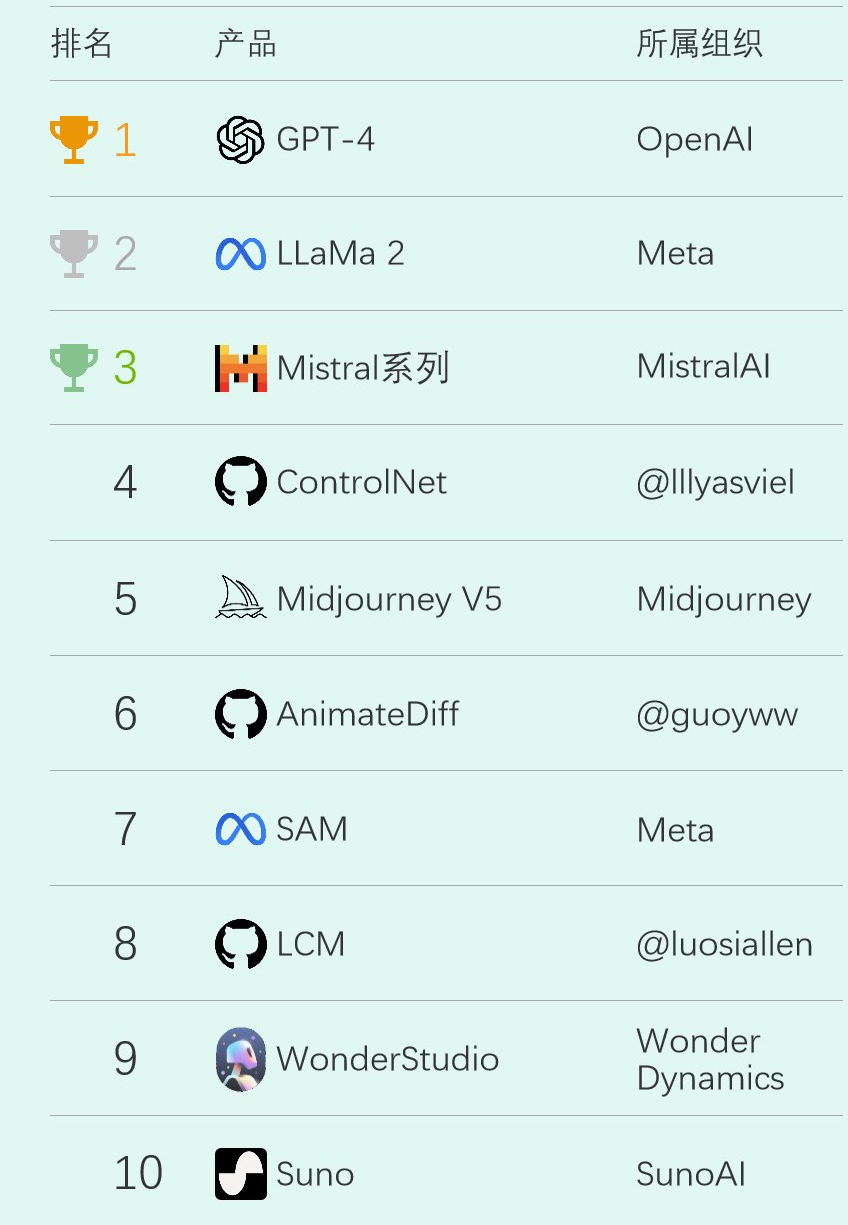 排名 产品 所属组织
1 GPT-4 OpenAI
2 LLaMa 2 Meta
3 Mistral系列 MistralAI
4 ControlNet @lllyasviel
5 Midjourney V5 Midjourney
6 AnimateDiff @guoyww
7 SAM Meta
8 LCM @luosiallen
9 WonderStudio Wonder
Dynamics
10 Suno SunoAI